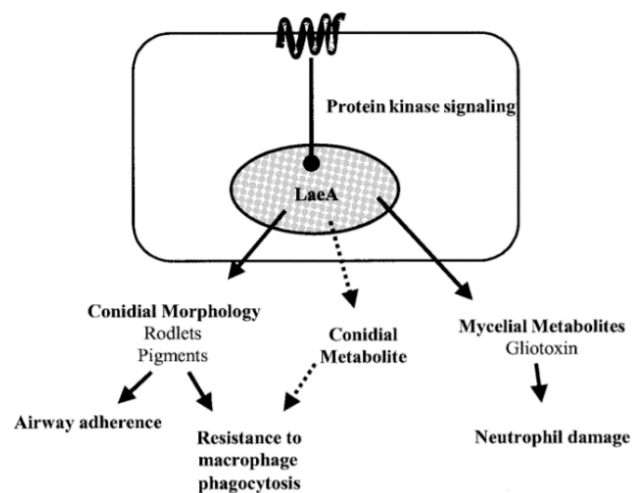 Protein kinase signaling
LaeA
Conidial Morphology
Rodlets
Pigments
Conidial
Metabolite
Mycelial Metabolites
Gliotoxin
Airway adherence
Resistance to
macrophage
phagocytosis
Neutrophil damage